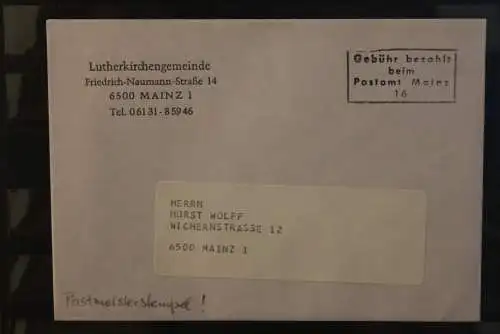 Lutherkirchengemeinde
Friedrich-Naumann-Straße 14
6500 MAINZ 1
Tel. 06131-85946
Gebühr bezahlt
beim
Postamt Mainz
16
HERRN
HORST WOLFF
WICHERNSTRASSE 12
6500 MAINZ 1
Postmeisterstempel !